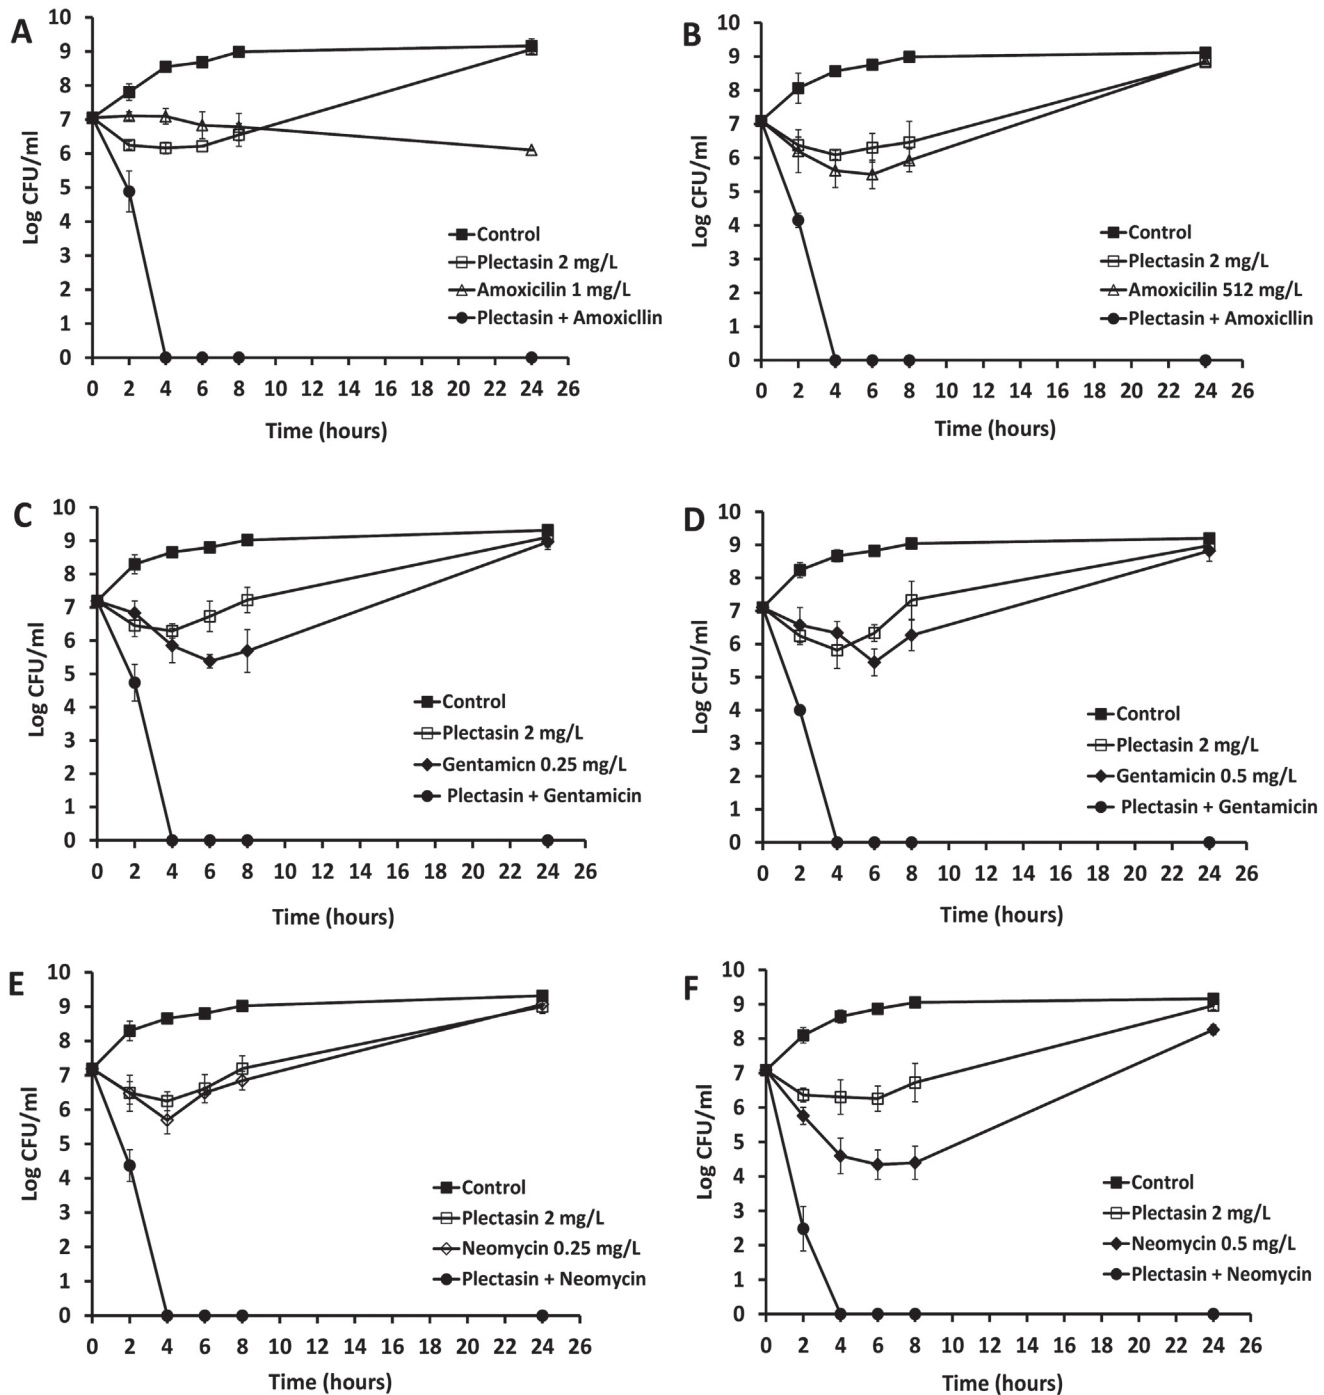 A
10
9
8
7
6
5
4
3
2
1
0
Log CFU/ml
Control
Plectasin 2 mg/L
Amoxicilin 1 mg/L
Plectasin + Amoxicllin
0 2 4 6 8 10 12 14 16 18 20 22 24 26
Time (hours)
B
10
9
8
7
6
5
4
3
2
1
0
Log CFU/ml
Control
Plectasin 2 mg/L
Amoxicilin 512 mg/L
Plectasin + Amoxicllin
0 2 4 6 8 10 12 14 16 18 20 22 24 26
Time (hours)
C
10
9
8
7
6
5
4
3
2
1
0
Log CFU/ml
Control
Plectasin 2 mg/L
Gentamicn 0.25 mg/L
Plectasin + Gentamicin
0 2 4 6 8 10 12 14 16 18 20 22 24 26
Time (hours)
D
10
9
8
7
6
5
4
3
2
1
0
Log CFU/ml
Control
Plectasin 2 mg/L
Gentamicin 0.5 mg/L
Plectasin + Gentamicin
0 2 4 6 8 10 12 14 16 18 20 22 24 26
Time (hours)
E
10
9
8
7
6
5
4
3
2
1
0
Log CFU/ml
Control
Plectasin 2 mg/L
Neomycin 0.25 mg/L
Plectasin + Neomycin
0 2 4 6 8 10 12 14 16 18 20 22 24 26
Time (hours)
F
10
9
8
7
6
5
4
3
2
1
0
Log CFU/ml
Control
Plectasin 2 mg/L
Neomycin 0.5 mg/L
Plectasin + Neomycin
0 2 4 6 8 10 12 14 16 18 20 22 24 26
Time (hours)